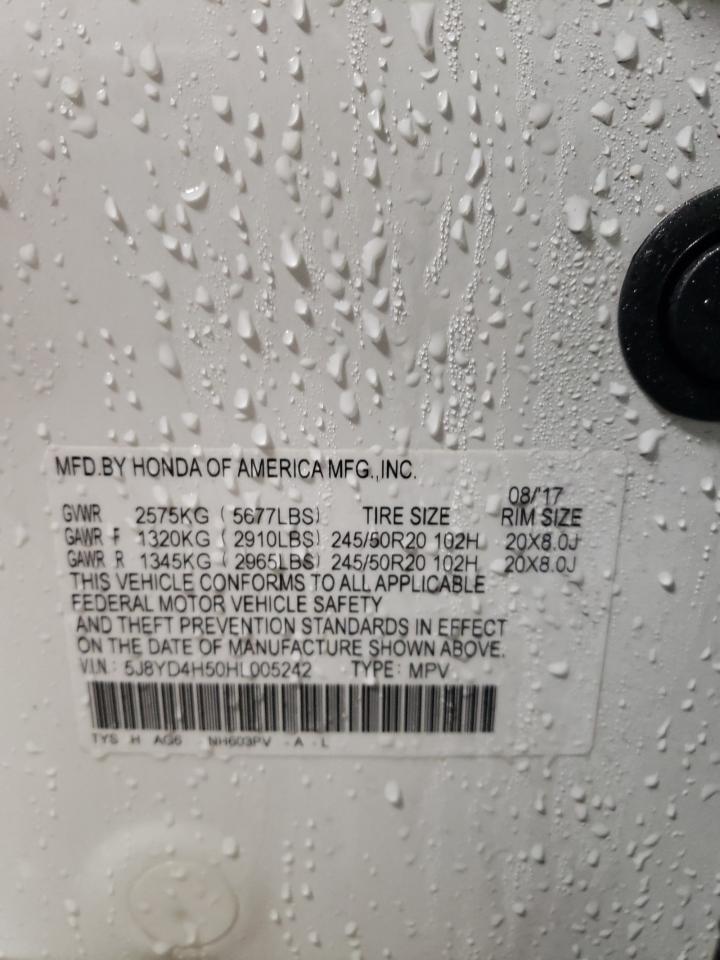 MFD.BY HONDA OF AMERICA MFG.,INC.
08/'17
GVWR 2575KG ( 5677LBS) TIRE SIZE RIM SIZE
GAWR F 1320KG ( 2910LBS) 245/50R20 102H 20X8.0J
GAWR R 1345KG ( 2965LBS) 245/50R20 102H 20X8.0J
THIS VEHICLE CONFORMS TO ALL APPLICABLE
FEDERAL MOTOR VEHICLE SAFETY
AND THEFT PREVENTION STANDARDS IN EFFECT
ON THE DATE OF MANUFACTURE SHOWN ABOVE.
V.I.N. : 5J8YD4H50HL005242 TYPE: MPV
TYS H AG6 NH603PV - A - L